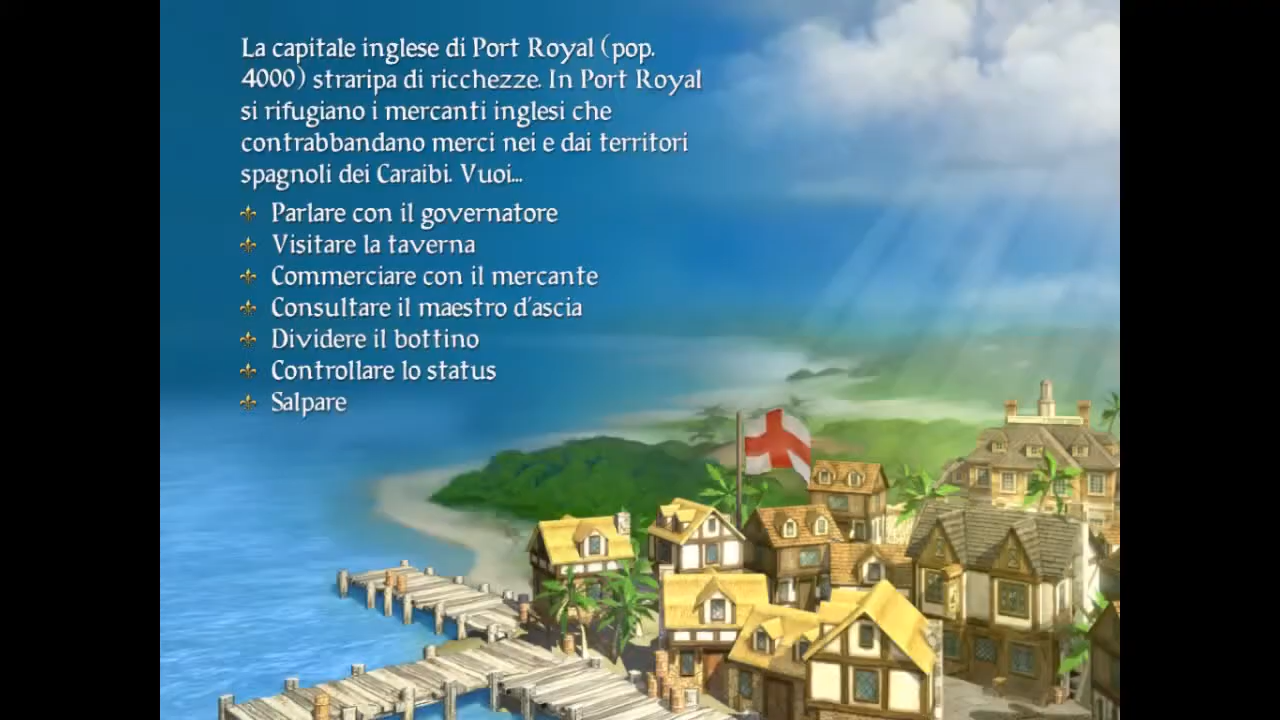 La capitale inglese di Port Royal (pop.
4000) straripa di ricchezze. In Port Royal
si rifugiano i mercanti inglesi che
contrabbandano merci nei e dai territori
spagnoli dei Caraibi. Vuoi...
Parlare con il governatore
Visitare la taverna
Commerciare con il mercante
Consultare il maestro d'ascia
Dividere il bottino
Controllare lo status
Salpare